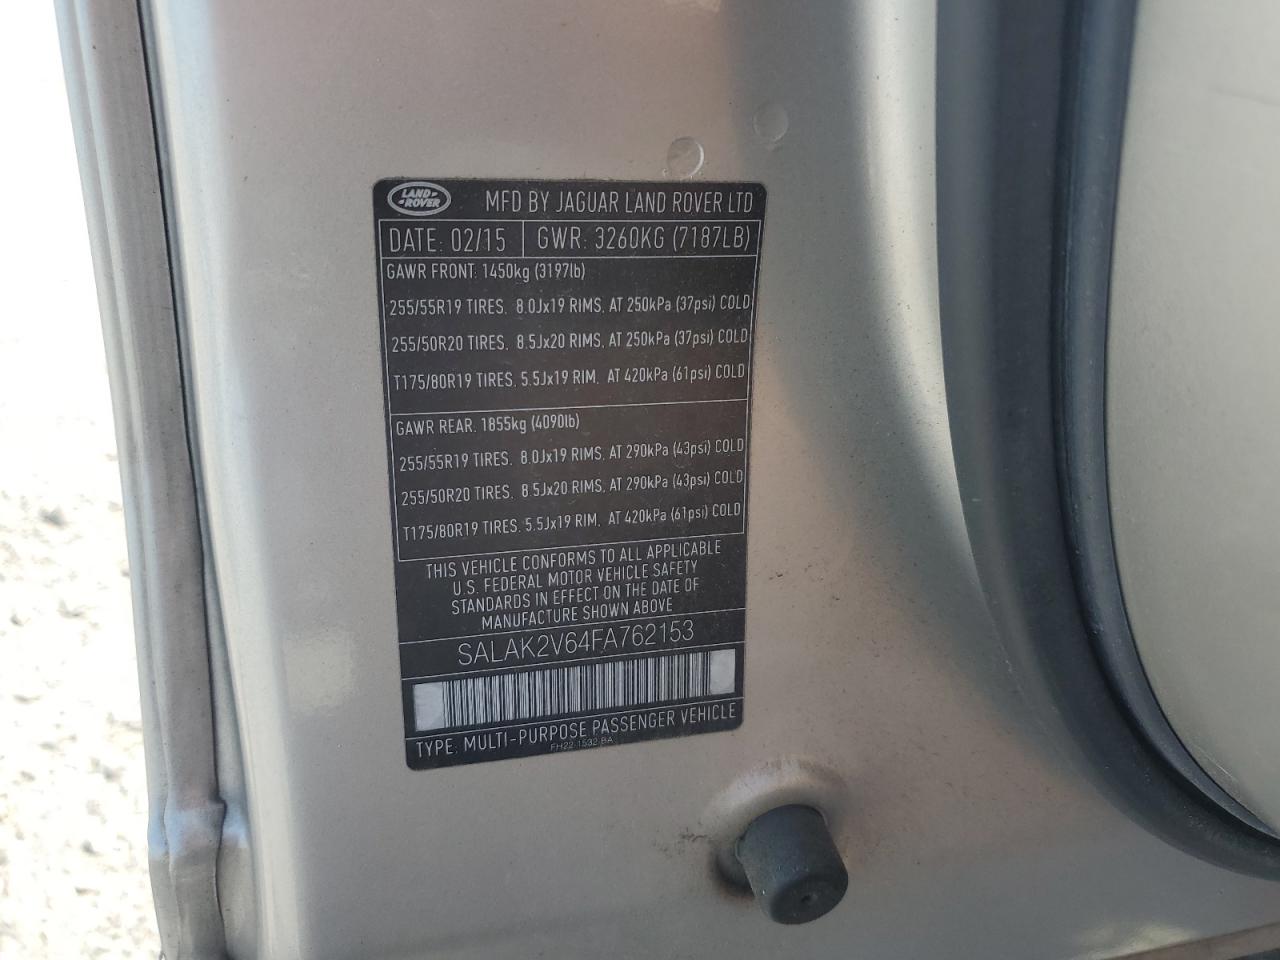 LAND-
-ROVER
MFD BY JAGUAR LAND ROVER LTD
DATE: 02/15 GWR: 3260KG (7187LB)
GAWR FRONT: 1450kg (3197lb)
255/55R19 TIRES, 8.0Jx19 RIMS, AT 250kPa (37psi) COLD
255/50R20 TIRES, 8.5Jx20 RIMS, AT 250kPa (37psi) COLD
T175/80R19 TIRES, 5.5Jx19 RIM, AT 420kPa (61psi) COLD
GAWR REAR: 1855kg (4090lb)
255/55R19 TIRES, 8.0Jx19 RIMS, AT 290kPa (43psi) COLD
255/50R20 TIRES, 8.5Jx20 RIMS, AT 290kPa (43psi) COLD
T175/80R19 TIRES, 5.5Jx19 RIM, AT 420kPa (61psi) COLD
THIS VEHICLE CONFORMS TO ALL APPLICABLE
U.S. FEDERAL MOTOR VEHICLE SAFETY
STANDARDS IN EFFECT ON THE DATE OF
MANUFACTURE SHOWN ABOVE
SALAK2V64FA762153
TYPE: MULTI-PURPOSE PASSENGER VEHICLE
FH22-1532-BA